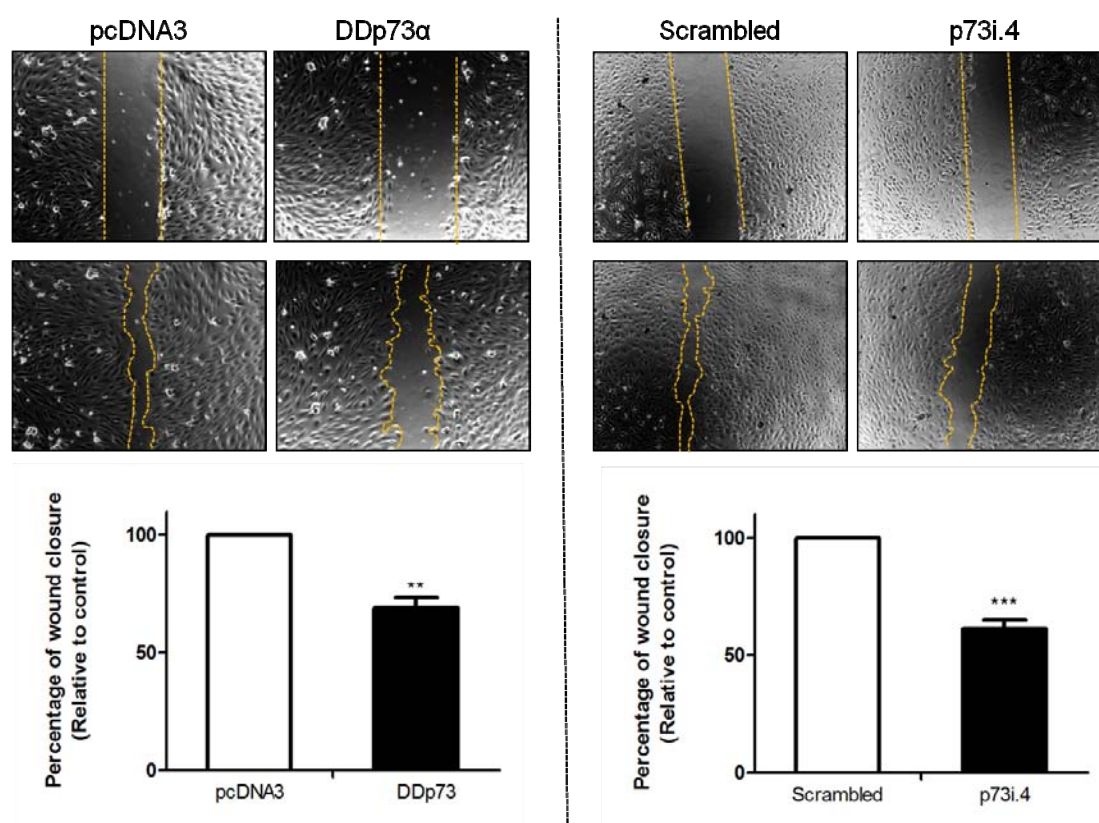 pcDNA3
DDp73α
Scrambled
p73i.4
Percentage of wound closure
(Relative to control)
100
50
0
**
pcDNA3
DDp73
Percentage of wound closure
(Relative to control)
100
50
0
***
Scrambled
p73i.4